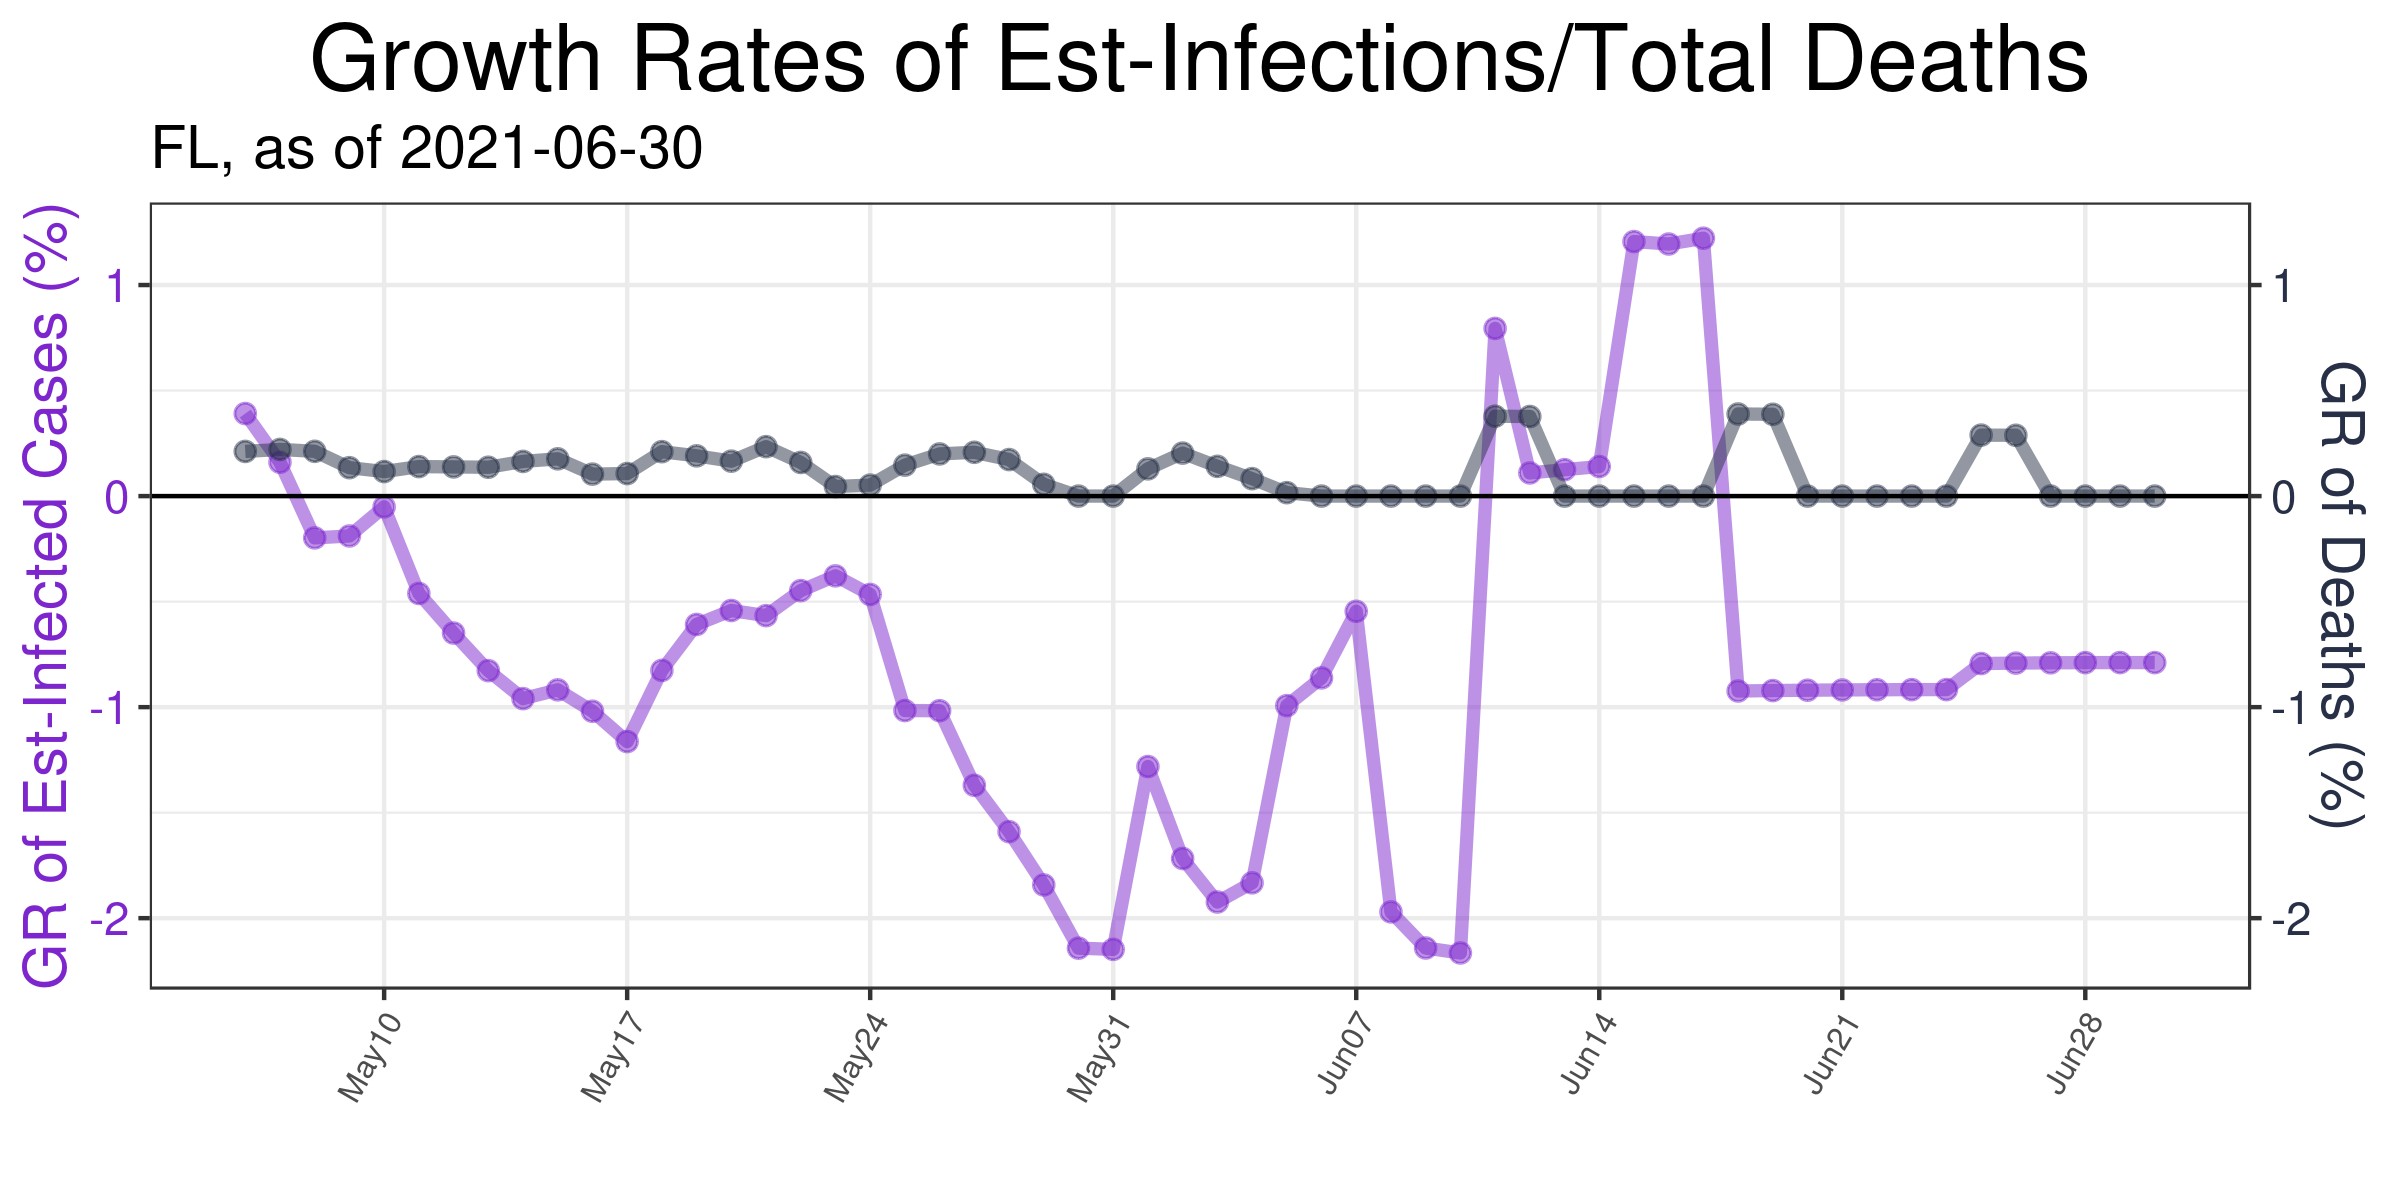 Growth Rates of Est-Infections/Total Deaths
FL, as of 2021-06-30
GR of Est-Infected Cases (%)
1
0
-1
-2
1
0
-1
-2
GR of Deaths (%)
May10
May17
May24
May31
Jun07
Jun14
Jun21
Jun28